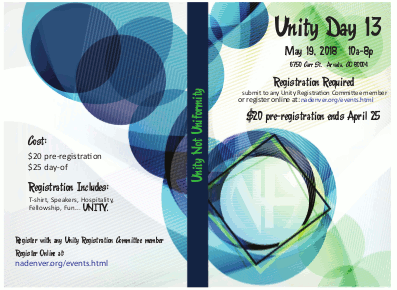 Cost:
$20 pre-registration
$25 day-of
Registration Includes:
T-shirt, Speakers, Hospitality,
Fellowship, Fun.... UNITY.
Register with any Unity Registration Committee member
Register Online at:
nadenver.org/events.html
Unity Not Uniformity
Unity Day 13
May 19, 2018 10a-8p
6750 Carr St. Arvada, CO 80004
Registration Required
submit to any Unity Registration Committee member
or register online at: nadenver.org/events.html
$20 pre-registration ends April 25
NA